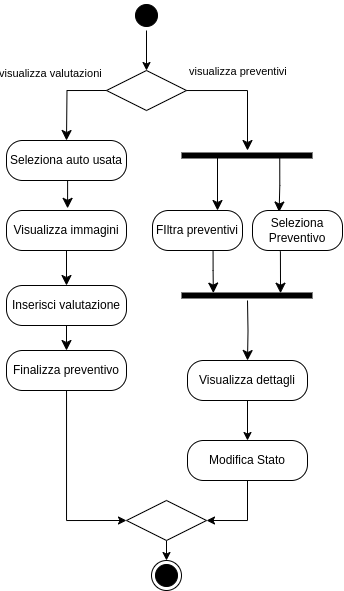 visualizza valutazioni
visualizza preventivi
Seleziona auto usata
Visualizza immagini
FIltra preventivi
Seleziona
Preventivo
Inserisci valutazione
Finalizza preventivo
Visualizza dettagli
Modifica Stato